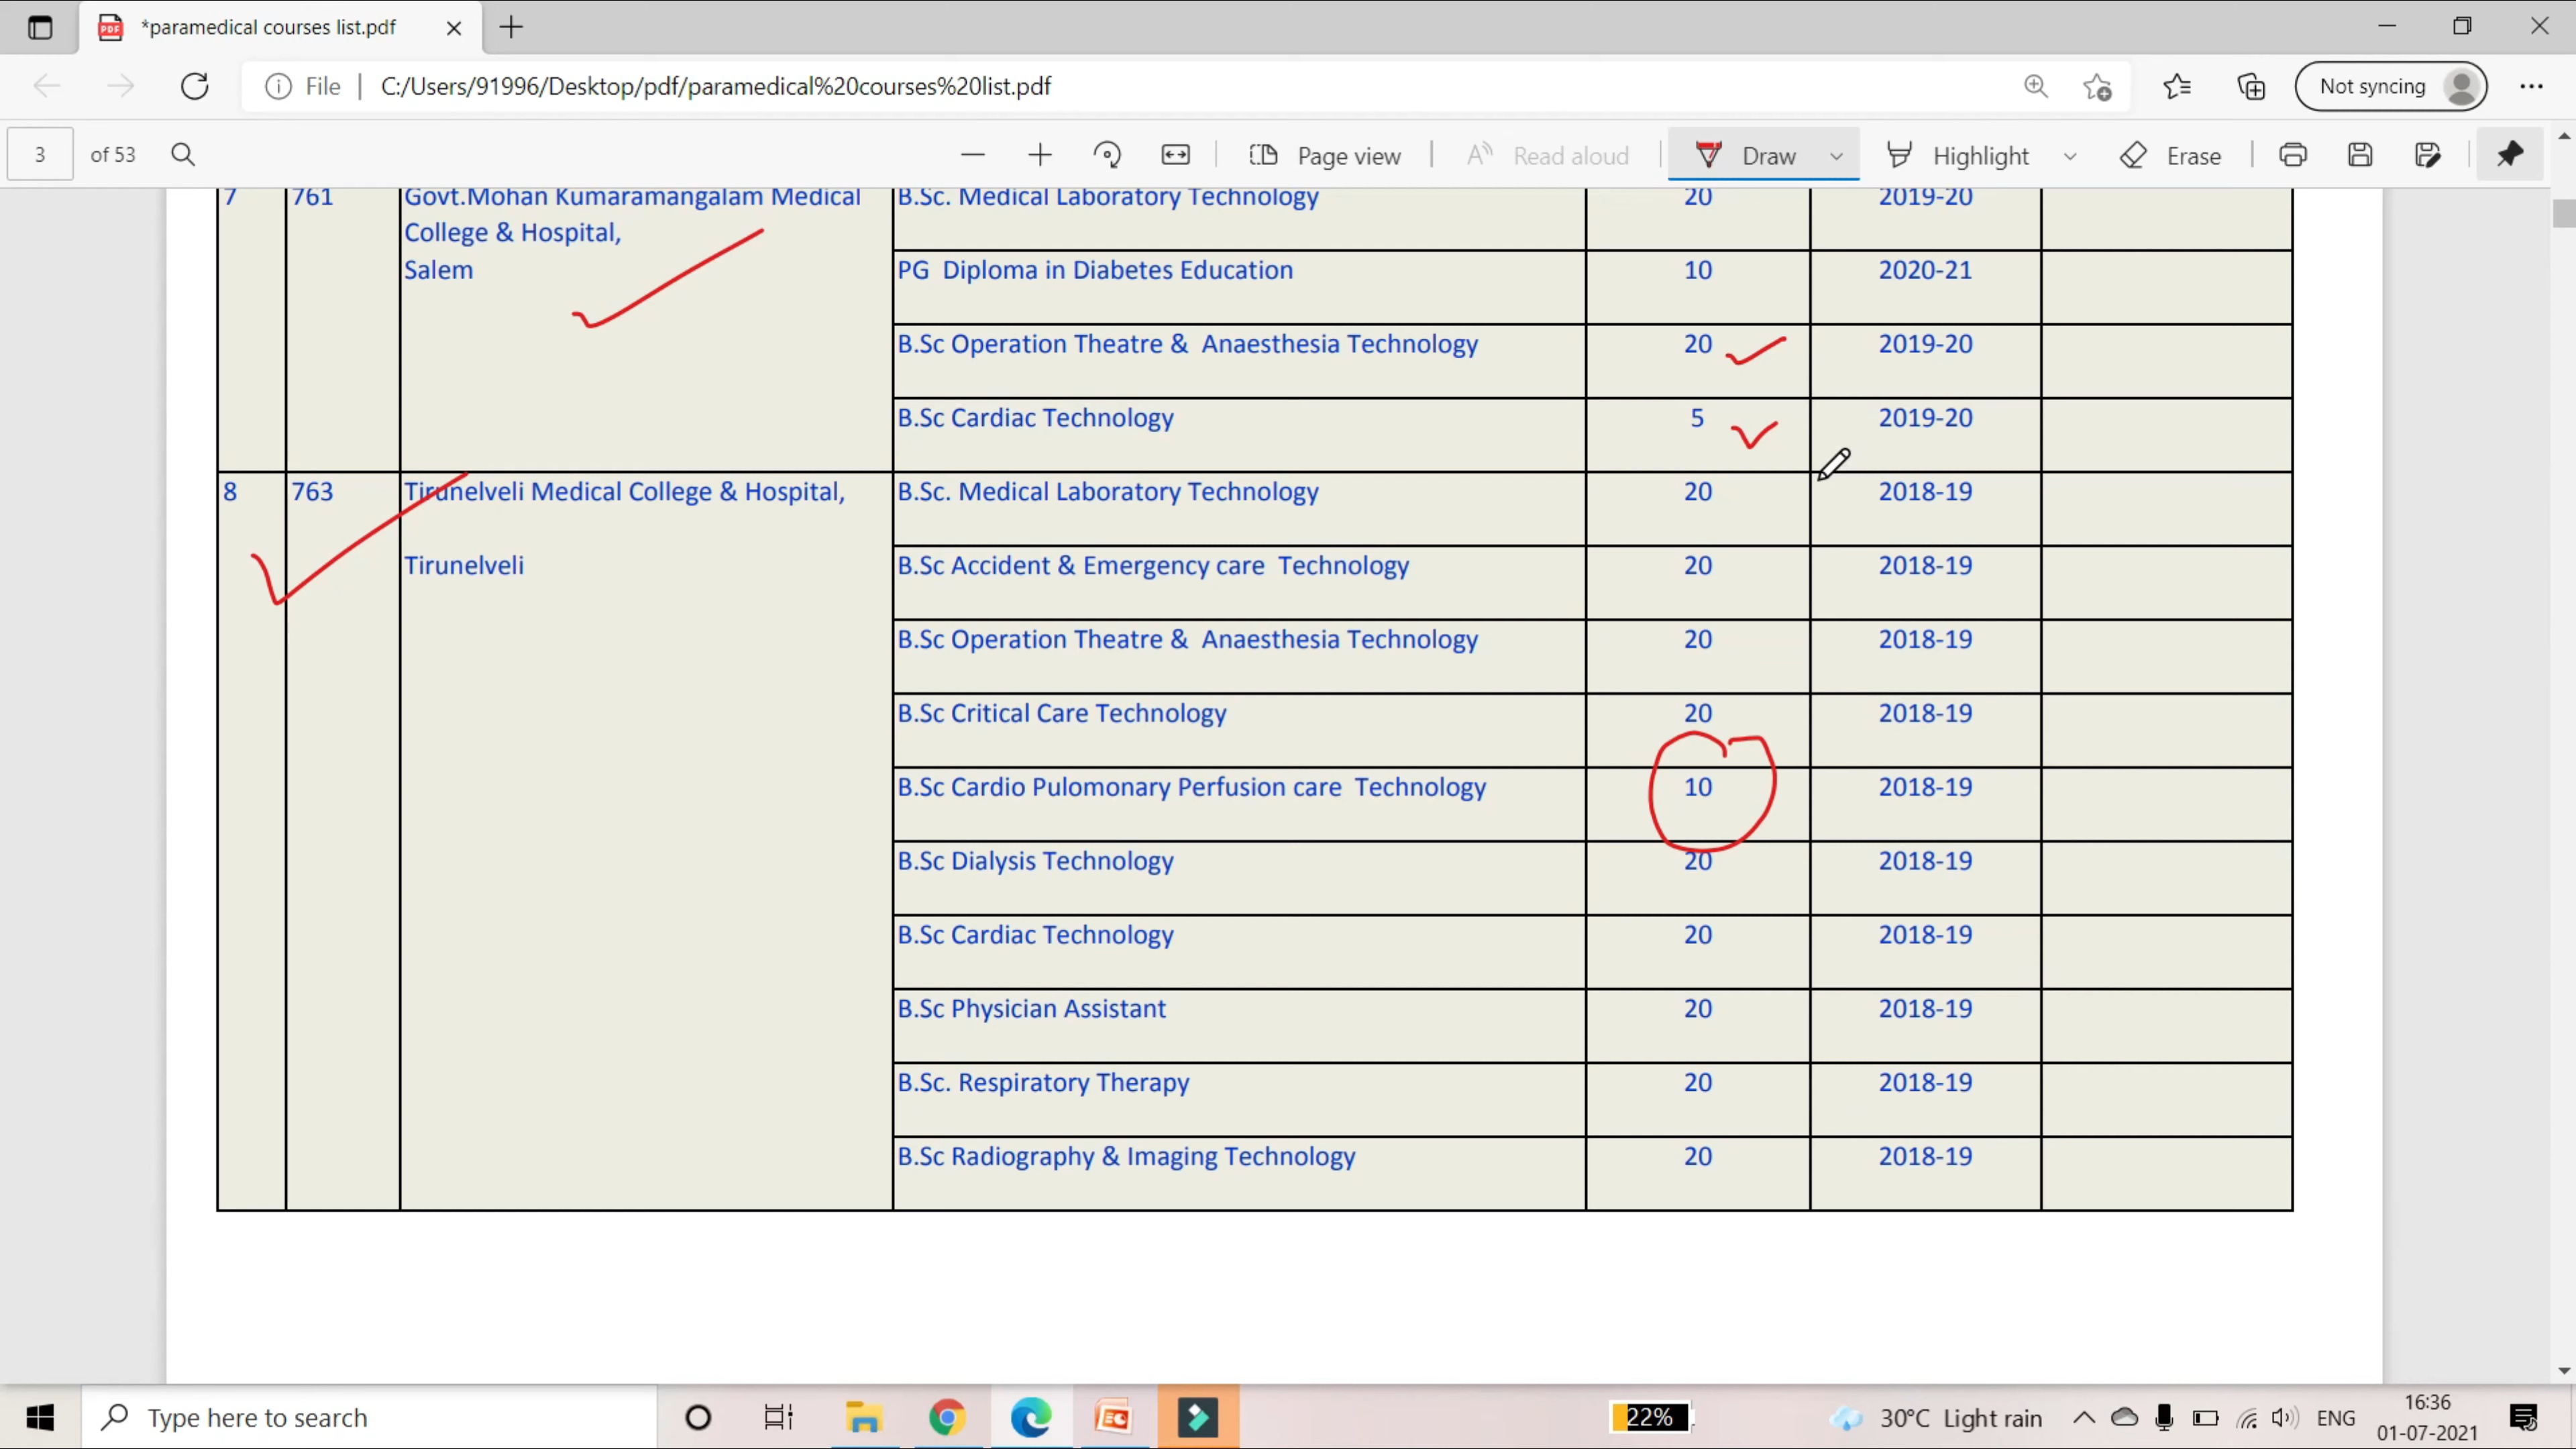 *paramedical courses list.pdf
File | C:/Users/91996/Desktop/pdf/paramedical%20courses%20list.pdf
Not syncing
3 of 53
Page view
Read aloud
Draw
Highlight
Erase
7 761 Govt.Mohan Kumaramangalam Medical B.Sc. Medical Laboratory Technology 20 2019-20
College & Hospital,
Salem PG Diploma in Diabetes Education 10 2020-21
B.Sc Operation Theatre & Anaesthesia Technology 20 2019-20
B.Sc Cardiac Technology 5 2019-20
8 763 Tirunelveli Medical College & Hospital, B.Sc. Medical Laboratory Technology 20 2018-19
Tirunelveli B.Sc Accident & Emergency care Technology 20 2018-19
B.Sc Operation Theatre & Anaesthesia Technology 20 2018-19
B.Sc Critical Care Technology 20 2018-19
B.Sc Cardio Pulomonary Perfusion care Technology 10 2018-19
B.Sc Dialysis Technology 20 2018-19
B.Sc Cardiac Technology 20 2018-19
B.Sc Physician Assistant 20 2018-19
B.Sc. Respiratory Therapy 20 2018-19
B.Sc Radiography & Imaging Technology 20 2018-19
Type here to search
22%
30°C Light rain
ENG
16:36
01-07-2021